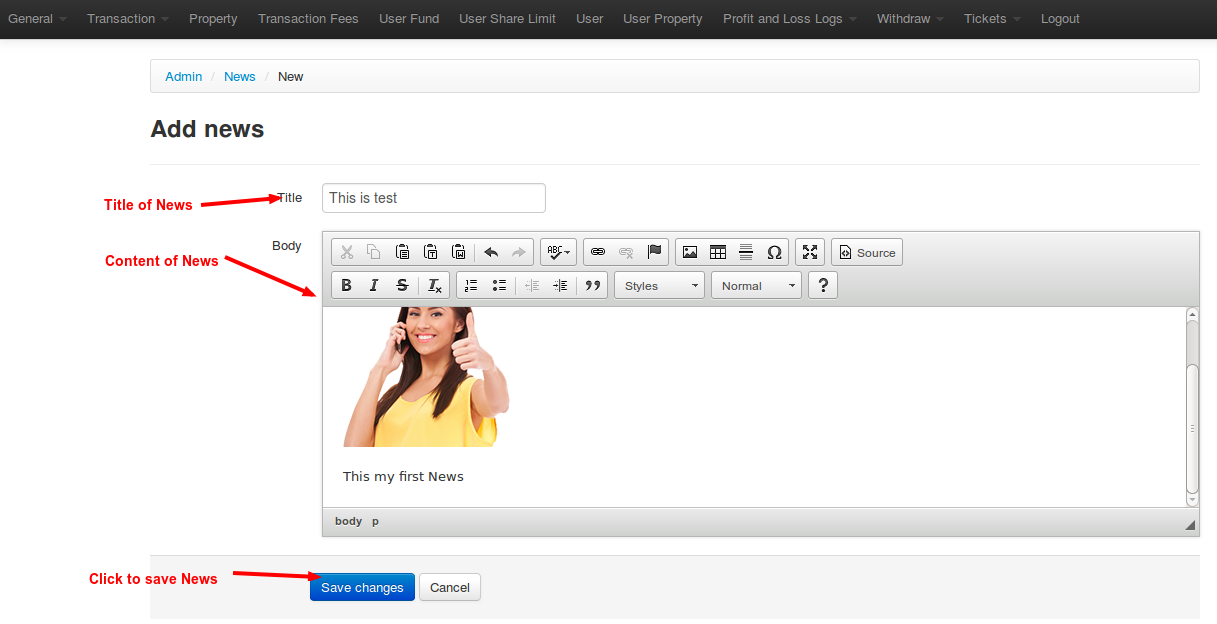 General Transaction Property Transaction Fees User Fund User Share Limit User User Property Profit and Loss Logs Withdraw Tickets Logout
Admin / News / New
Add news
Title of News
Title
This is test
Body
Content of News
ABC
Ω
Source
B I S Tx
Styles
Normal
?
This my first News
body p
Click to save News
Save changes
Cancel